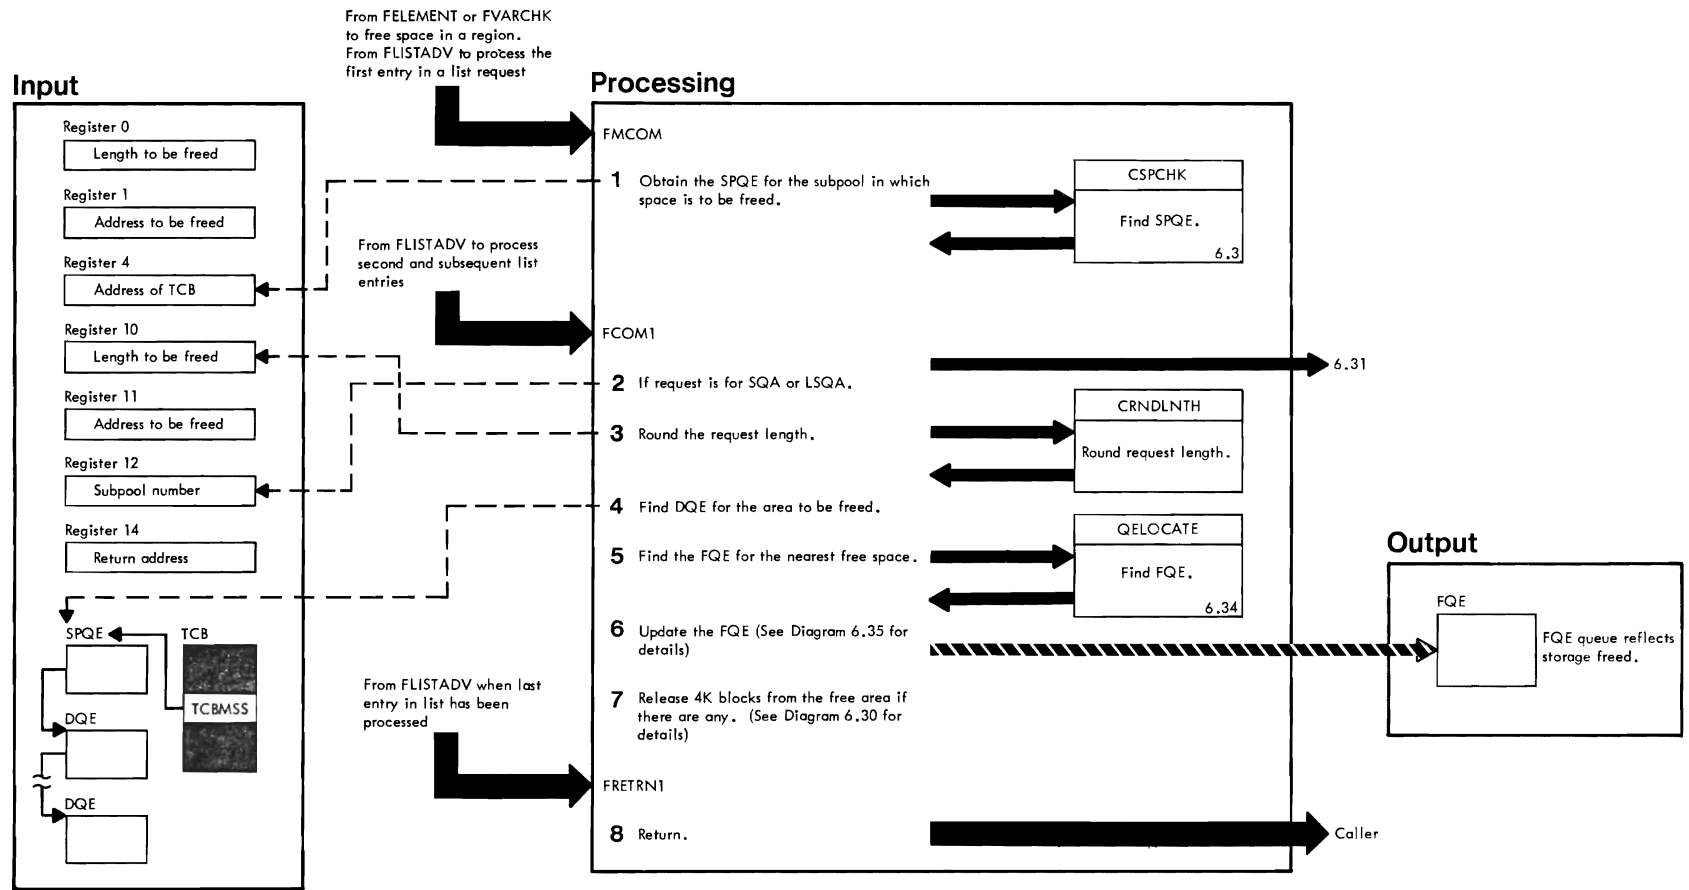 From FELEMENT or FVARCHK
to free space in a region.
From FLISTADV to process the
first entry in a list request
Input
Register 0
Length to be freed
Register 1
Address to be freed
Register 4
Address of TCB
Register 10
Length to be freed
Register 11
Address to be freed
Register 12
Subpool number
Register 14
Return address
SPQE
TCB
TCBMSS
DQE
DQE
From FLISTADV to process
second and subsequent list
entries
From FLISTADV when last
entry in list has been
processed
Processing
FMCOM
1 Obtain the SPQE for the subpool in which
space is to be freed.
CSPCHK
Find SPQE.
6.3
FCOM1
6.31
2 If request is for SQA or LSQA.
CRNDLNTH
3 Round the request length.
Round request length.
4 Find DQE for the area to be freed.
QELOCATE
5 Find the FQE for the nearest free space.
Find FQE.
6.34
6 Update the FQE (See Diagram 6.35 for
details)
7 Release 4K blocks from the free area if
there are any. (See Diagram 6.30 for
details)
FRETRN1
8 Return.
Caller
Output
FQE
FQE queue reflects
storage freed.